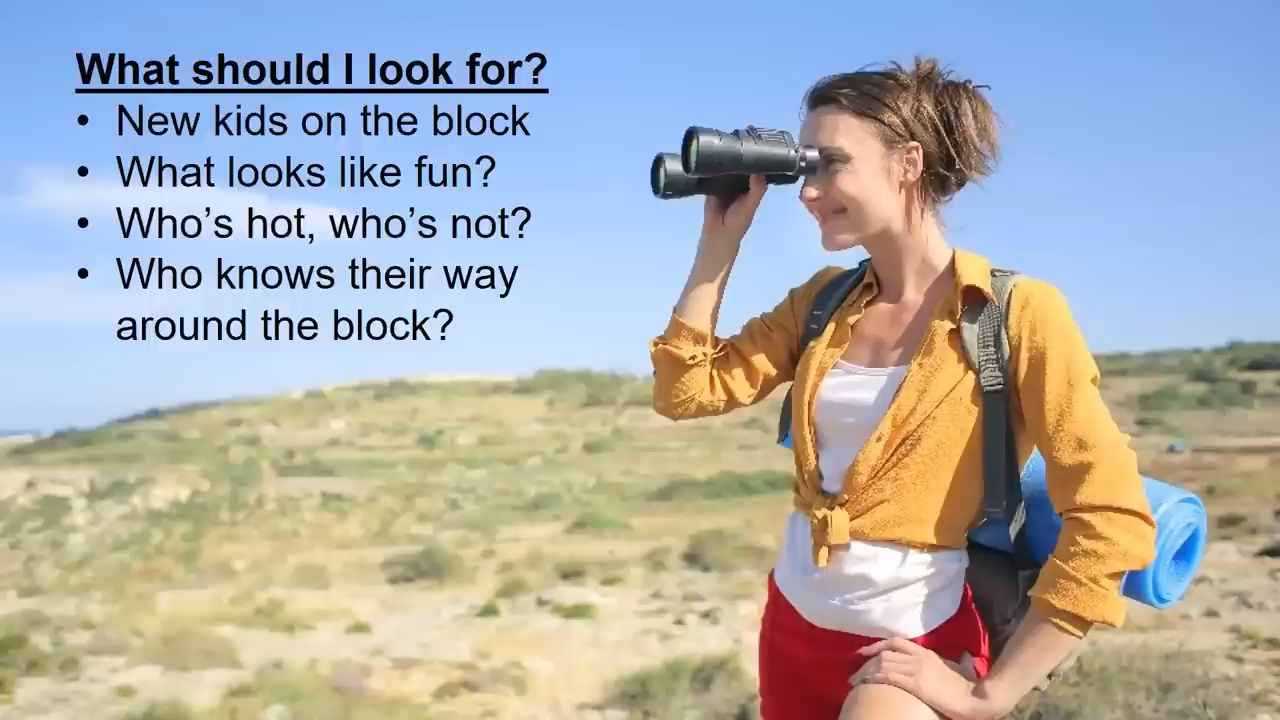 What should I look for?
• New kids on the block
• What looks like fun?
• Who’s hot, who’s not?
• Who knows their way
around the block?